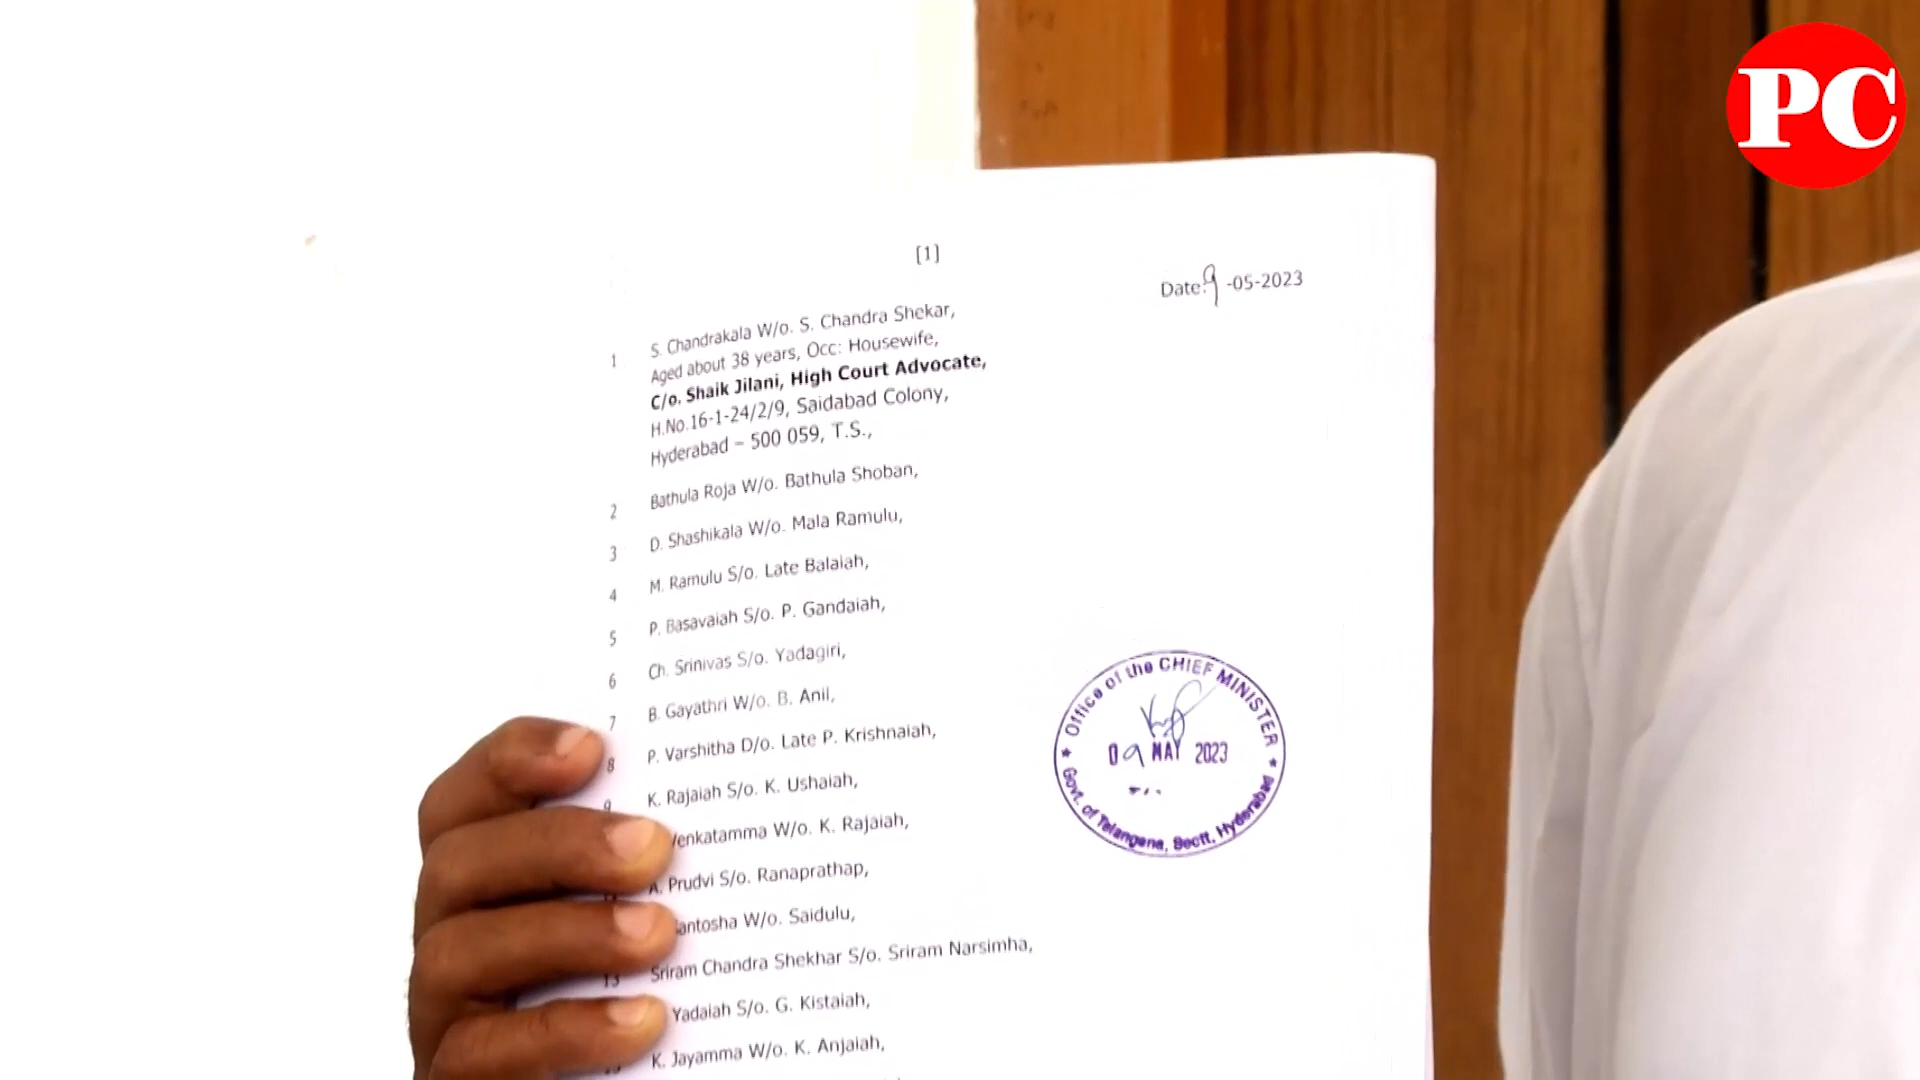 PC
[1]
Date:9-05-2023
1 S. Chandrakala W/o. S. Chandra Shekar,
Aged about 38 years, Occ: Housewife,
C/o. Shaik Jilani, High Court Advocate,
H.No.16-1-24/2/9, Saidabad Colony,
Hyderabad – 500 059, T.S.,
2 Bathula Roja W/o. Bathula Shoban,
3 D. Shashikala W/o. Mala Ramulu,
4 M. Ramulu S/o. Late Balaiah,
5 P. Basavaiah S/o. P. Gandaiah,
6 Ch. Srinivas S/o. Yadagiri,
7 B. Gayathri W/o. B. Anil,
8 P. Varshitha D/o. Late P. Krishnaiah,
9 K. Rajaiah S/o. K. Ushaiah,
W/o. K. Rajaiah,
A. Prudvi S/o. Ranaprathap,
W/o. Saidulu,
13 Sriram Chandra Shekhar S/o. Sriram Narsimha,
Yadaiah S/o. G. Kistaiah,
K. Jayamma W/o. K. Anjaiah,
Office of the CHIEF MINISTER
09 MAY 2023
Govt. of Telangana, Sectt. Hyderabad